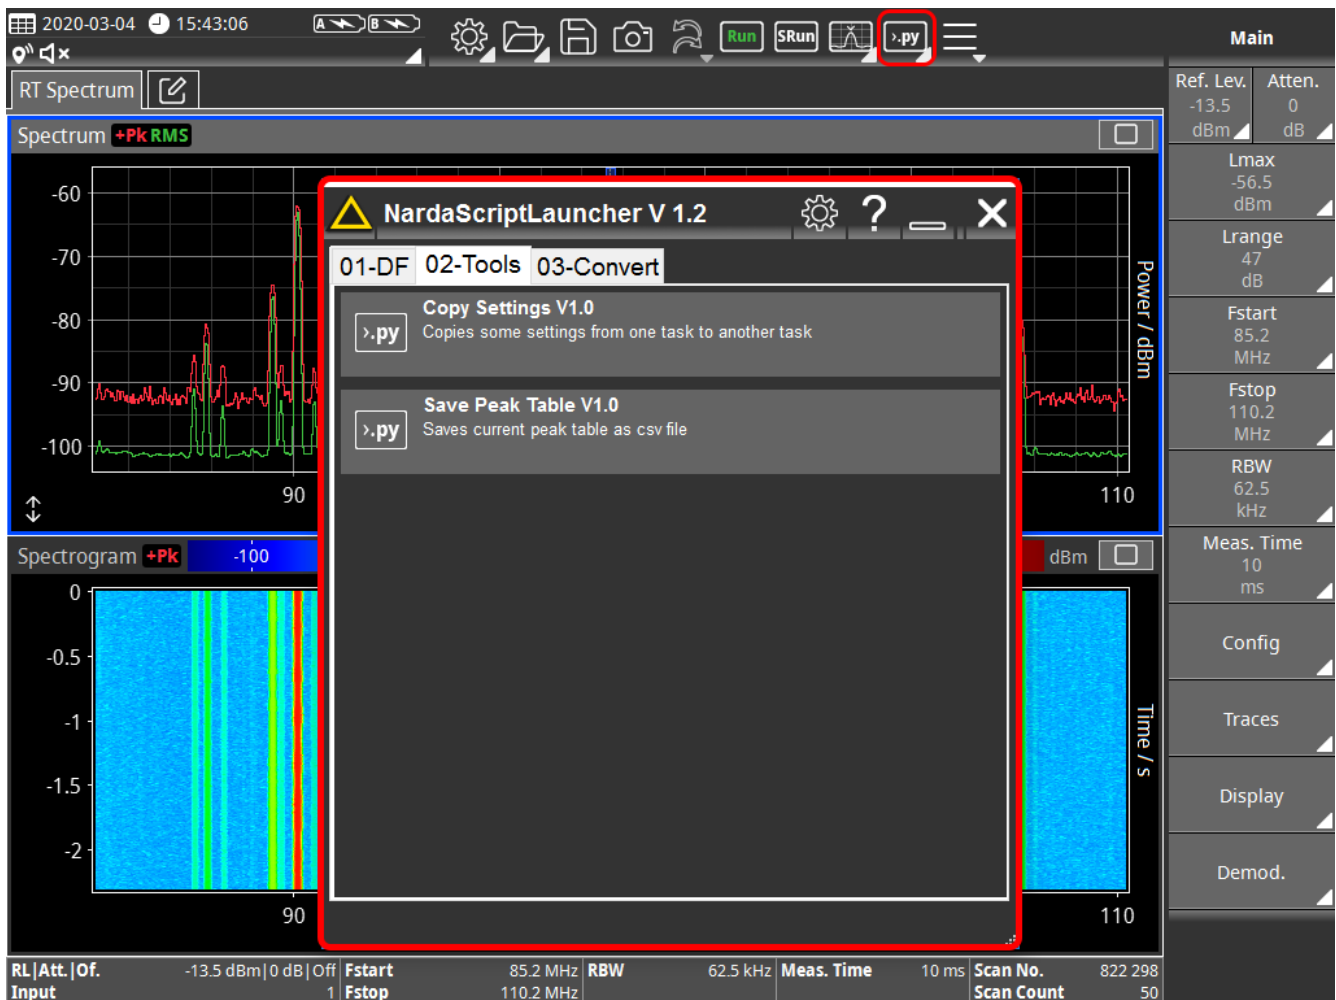 2020-03-04 15:43:06 A B
Run SRun ›.py
RT Spectrum
Spectrum +Pk RMS
-60
-70
-80
-90
-100
90
110
Power / dBm
NardaScriptLauncher V 1.2 ?
01-DF 02-Tools 03-Convert
›.py
Copy Settings V1.0
Copies some settings from one task to another task
›.py
Save Peak Table V1.0
Saves current peak table as csv file
Spectrogram +Pk -100 dBm
0
-0.5
-1
-1.5
-2
90
110
Time / s
Main
Ref. Lev. Atten.
-13.5 0
dBm dB
Lmax
-56.5
dBm
Lrange
47
dB
Fstart
85.2
MHz
Fstop
110.2
MHz
RBW
62.5
kHz
Meas. Time
10
ms
Config
Traces
Display
Demod.
RL|Att.|Of. -13.5 dBm|0 dB|Off Fstart 85.2 MHz RBW 62.5 kHz Meas. Time 10 ms Scan No. 822 298
Input 1 Fstop 110.2 MHz Scan Count 50